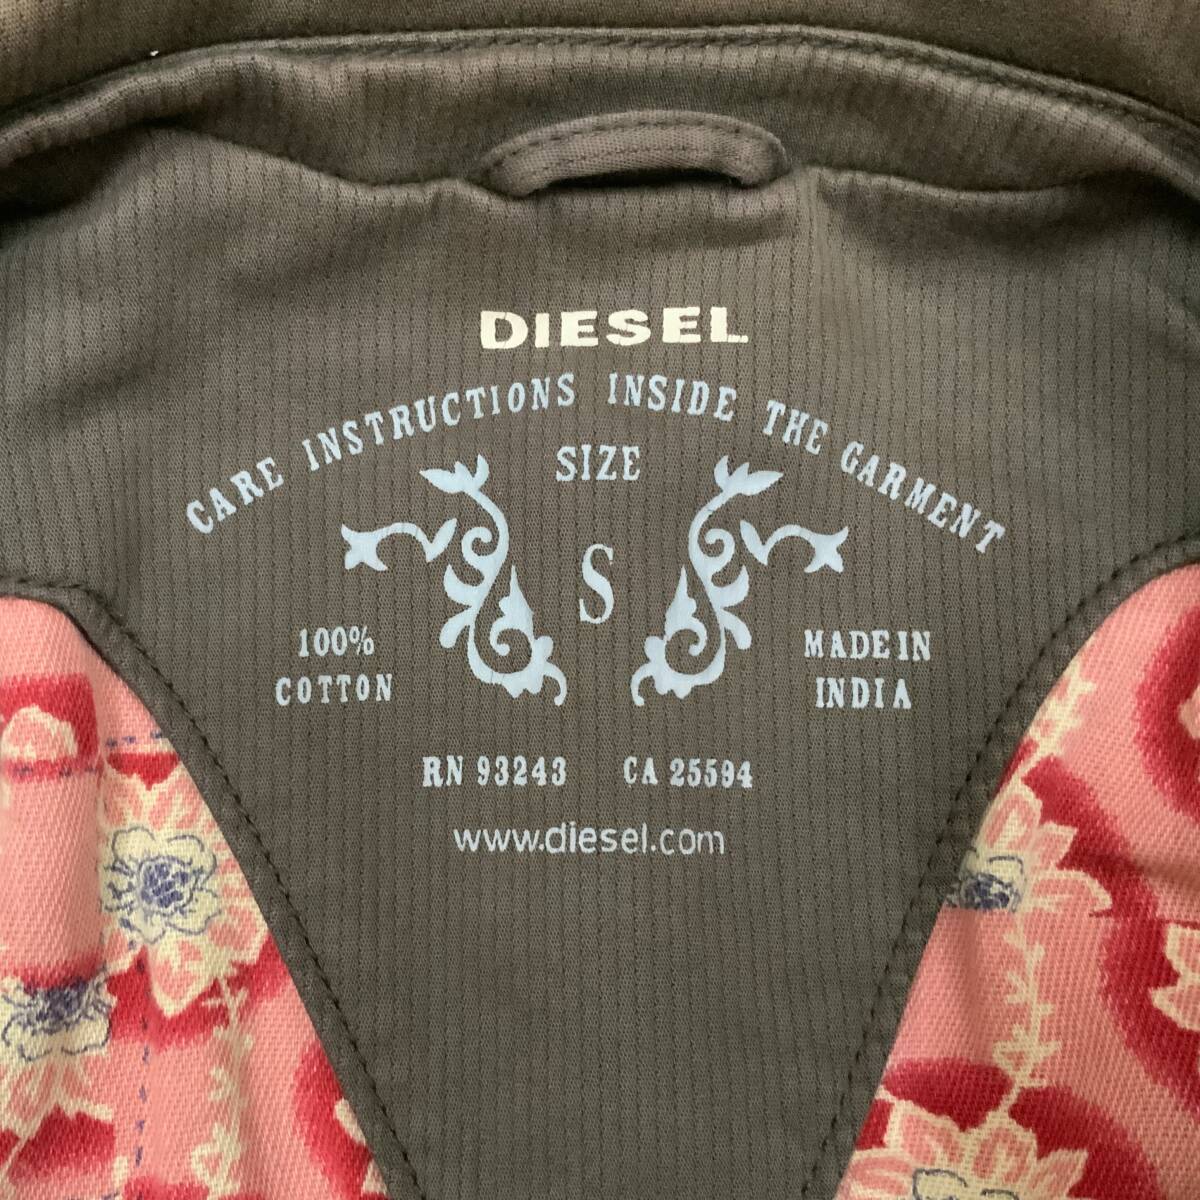 DIESEL
CARE INSTRUCTIONS INSIDE THE GARMENT
SIZE
S
100%
COTTON
MADE IN
INDIA
RN 93243 CA 25594
www.diesel.com